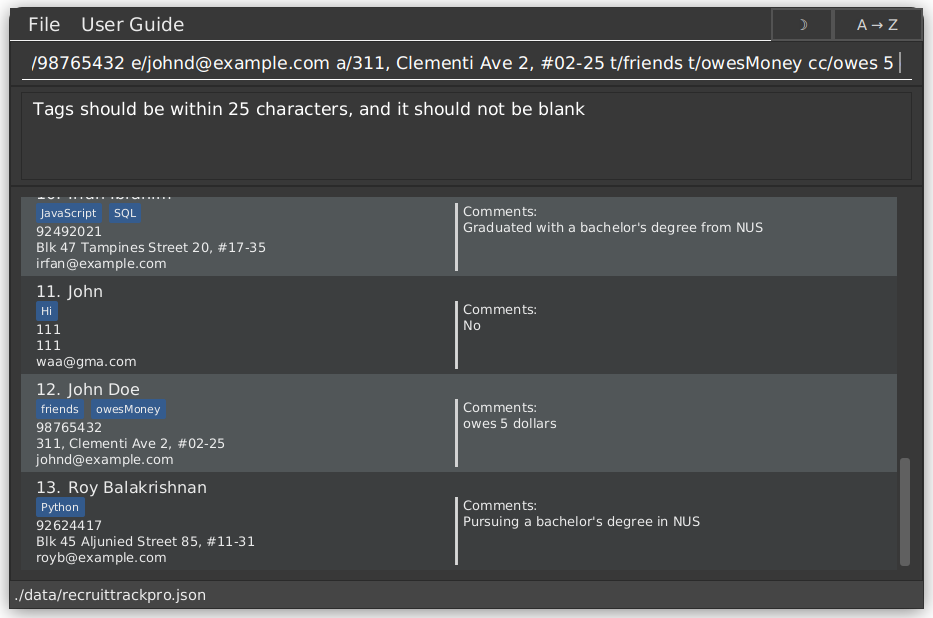 File User Guide ☽ A → Z
/98765432 e/johnd@example.com a/311, Clementi Ave 2, #02-25 t/friends t/owesMoney cc/owes 5
Tags should be within 25 characters, and it should not be blank
JavaScript SQL
92492021
Blk 47 Tampines Street 20, #17-35
irfan@example.com
Comments:
Graduated with a bachelor's degree from NUS
11. John
Hi
111
111
waa@gma.com
Comments:
No
12. John Doe
friends owesMoney
98765432
311, Clementi Ave 2, #02-25
johnd@example.com
Comments:
owes 5 dollars
13. Roy Balakrishnan
Python
92624417
Blk 45 Aljunied Street 85, #11-31
royb@example.com
Comments:
Pursuing a bachelor's degree in NUS
./data/recruittrackpro.json